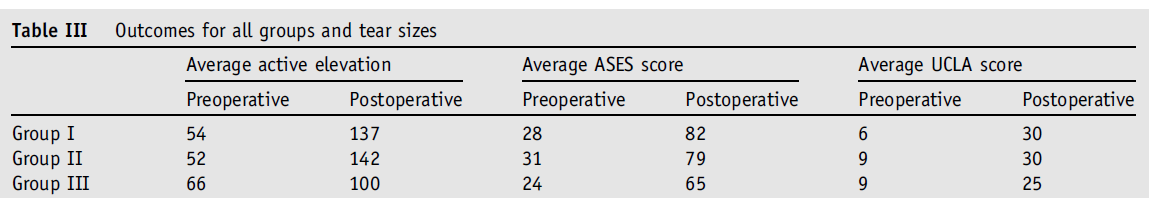 Table III Outcomes for all groups and tear sizes
Average active elevation Average ASES score Average UCLA score
Preoperative Postoperative Preoperative Postoperative Preoperative Postoperative
Group I 54 137 28 82 6 30
Group II 52 142 31 79 9 30
Group III 66 100 24 65 9 25